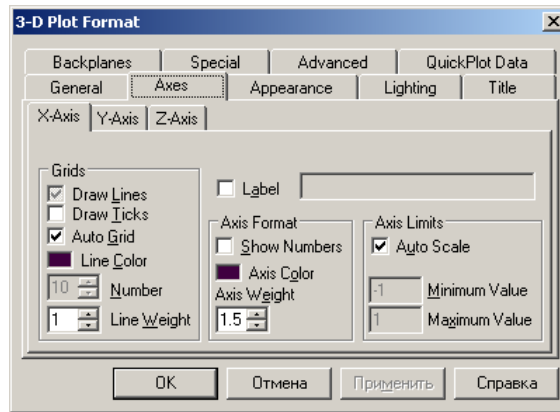 3-D Plot Format
Backplanes Special Advanced QuickPlot Data
General Axes Appearance Lighting Title
X-Axis Y-Axis Z-Axis
Grids
Draw Lines
Draw Ticks
Auto Grid
Line Color
10 Number
1 Line Weight
Label
Axis Format
Show Numbers
Axis Color
Axis Weight
1.5
Axis Limits
Auto Scale
-1 Minimum Value
1 Maximum Value
OK Отмена Применить Справка